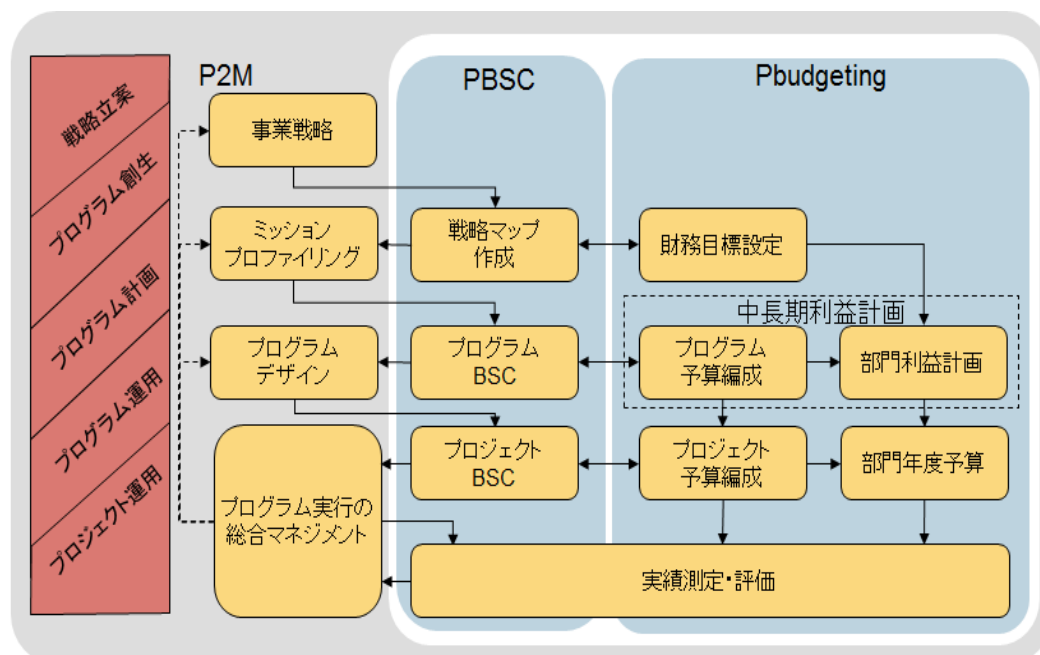 戦略立案
プログラム創生
プログラム計画
プログラム運用
プロジェクト運用
P2M
PBSC
Pbudgeting
事業戦略
ミッション
プロファイリング
戦略マップ
作成
財務目標設定
中長期利益計画
プログラム
デザイン
プログラム
BSC
プログラム
予算編成
部門利益計画
プログラム実行の
総合マネジメント
プロジェクト
BSC
プロジェクト
予算編成
部門年度予算
実績測定・評価